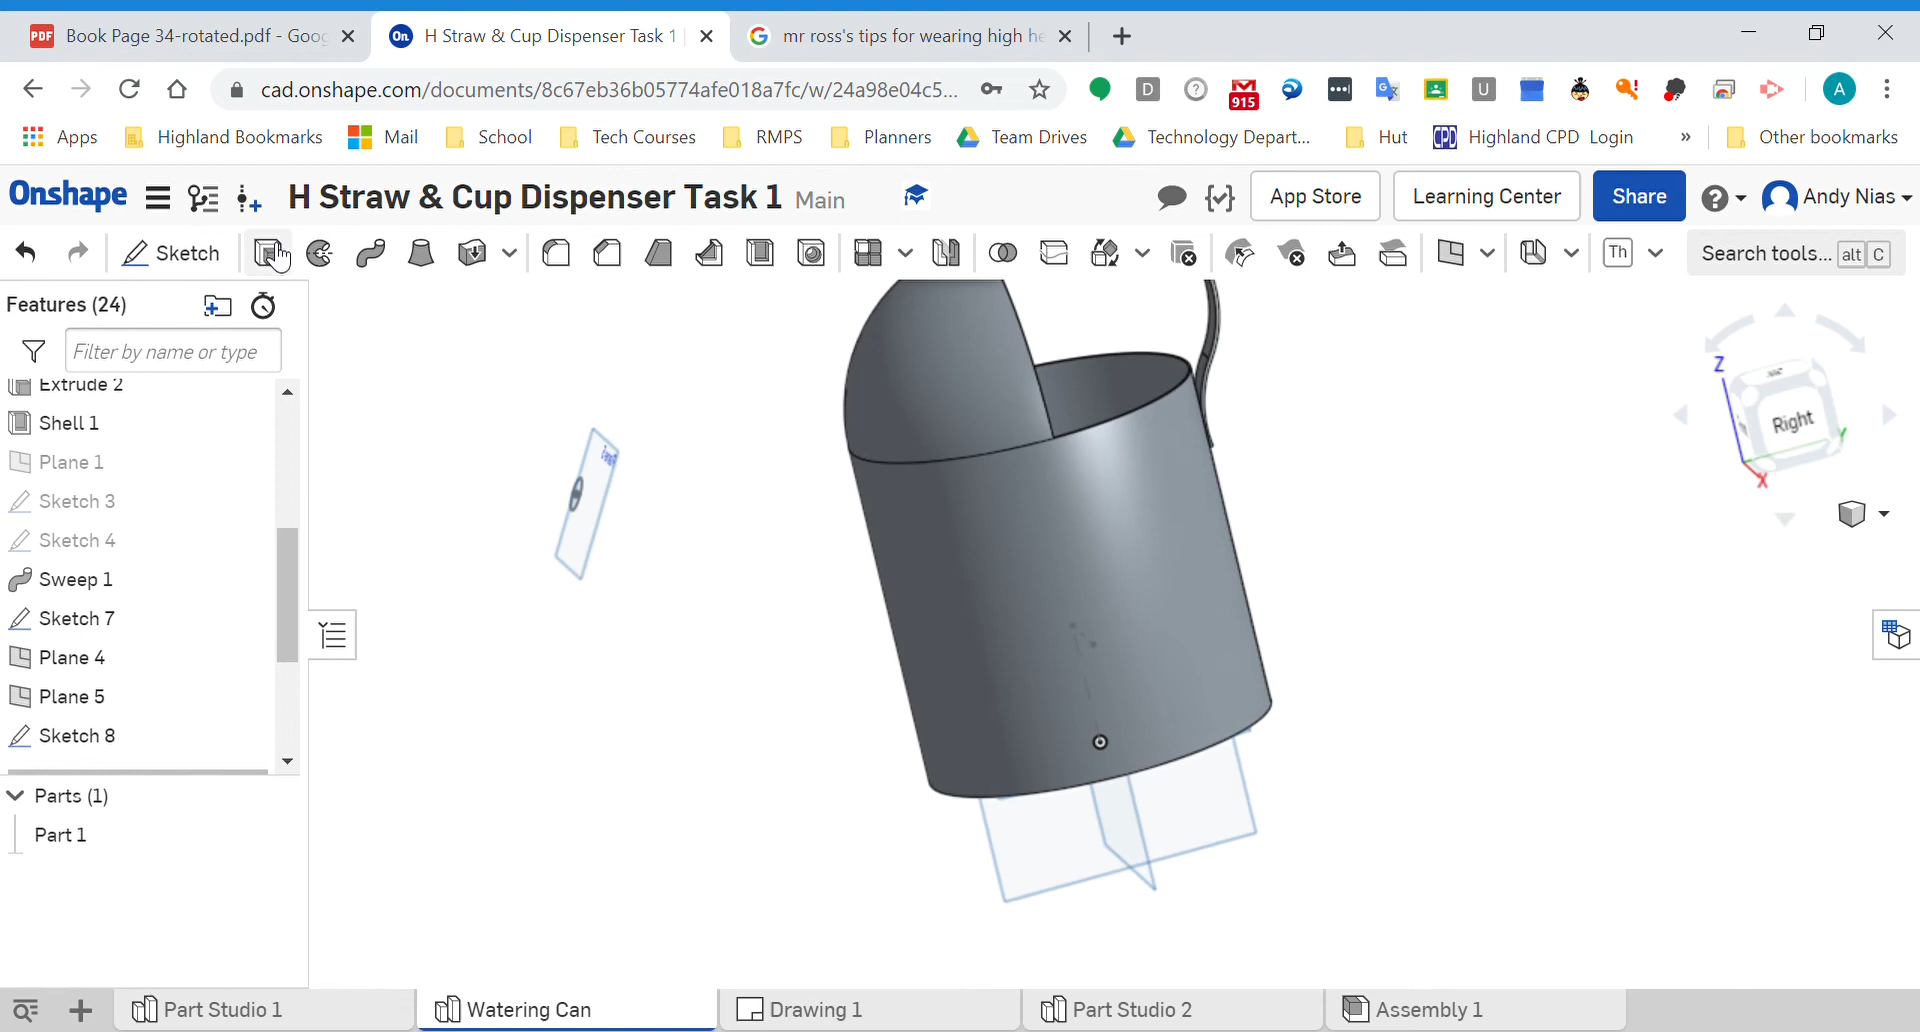 Book Page 34-rotated.pdf - Goog
H Straw & Cup Dispenser Task 1
mr ross's tips for wearing high he
cad.onshape.com/documents/8c67eb36b05774afe018a7fc/w/24a98e04c5...
915
A
Apps
Highland Bookmarks
Mail
School
Tech Courses
RMPS
Planners
Team Drives
Technology Depart...
Hut
CPD Highland CPD Login
»
Other bookmarks
Onshape
H Straw & Cup Dispenser Task 1 Main
App Store
Learning Center
Share
Andy Nias
Sketch
Th
Search tools... alt C
Features (24)
Filter by name or type
Extrude 2
Shell 1
Plane 1
Sketch 3
Sketch 4
Sweep 1
Sketch 7
Plane 4
Plane 5
Sketch 8
Parts (1)
Part 1
Z
Right
Y
X
Part Studio 1
Watering Can
Drawing 1
Part Studio 2
Assembly 1